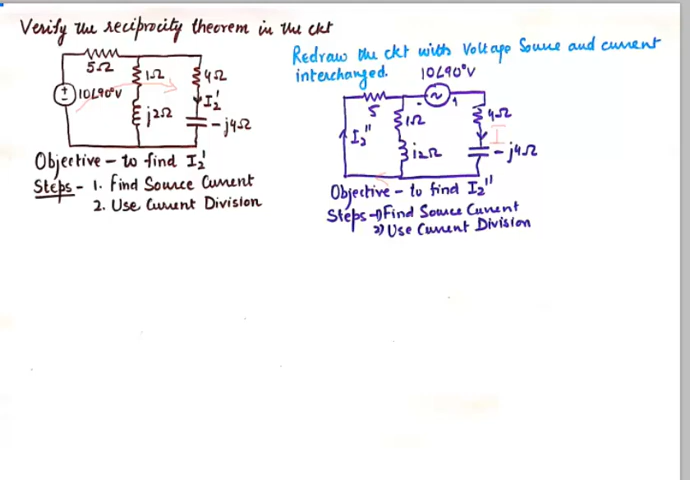 Verify the reciprocity theorem in the ckt
5Ω
1Ω
4Ω
10∠90°V
I₂'
j2Ω
-j4Ω
Objective - to find I₂'
Steps - 1. Find Source Current
2. Use Current Division
Redraw the ckt with Voltage Source and current
interchanged.
10∠90°V
5
1Ω
4Ω
I₂''
I
j2Ω
-j4Ω
Objective - to find I₂''
Steps - 1) Find Source Current
2) Use Current Division